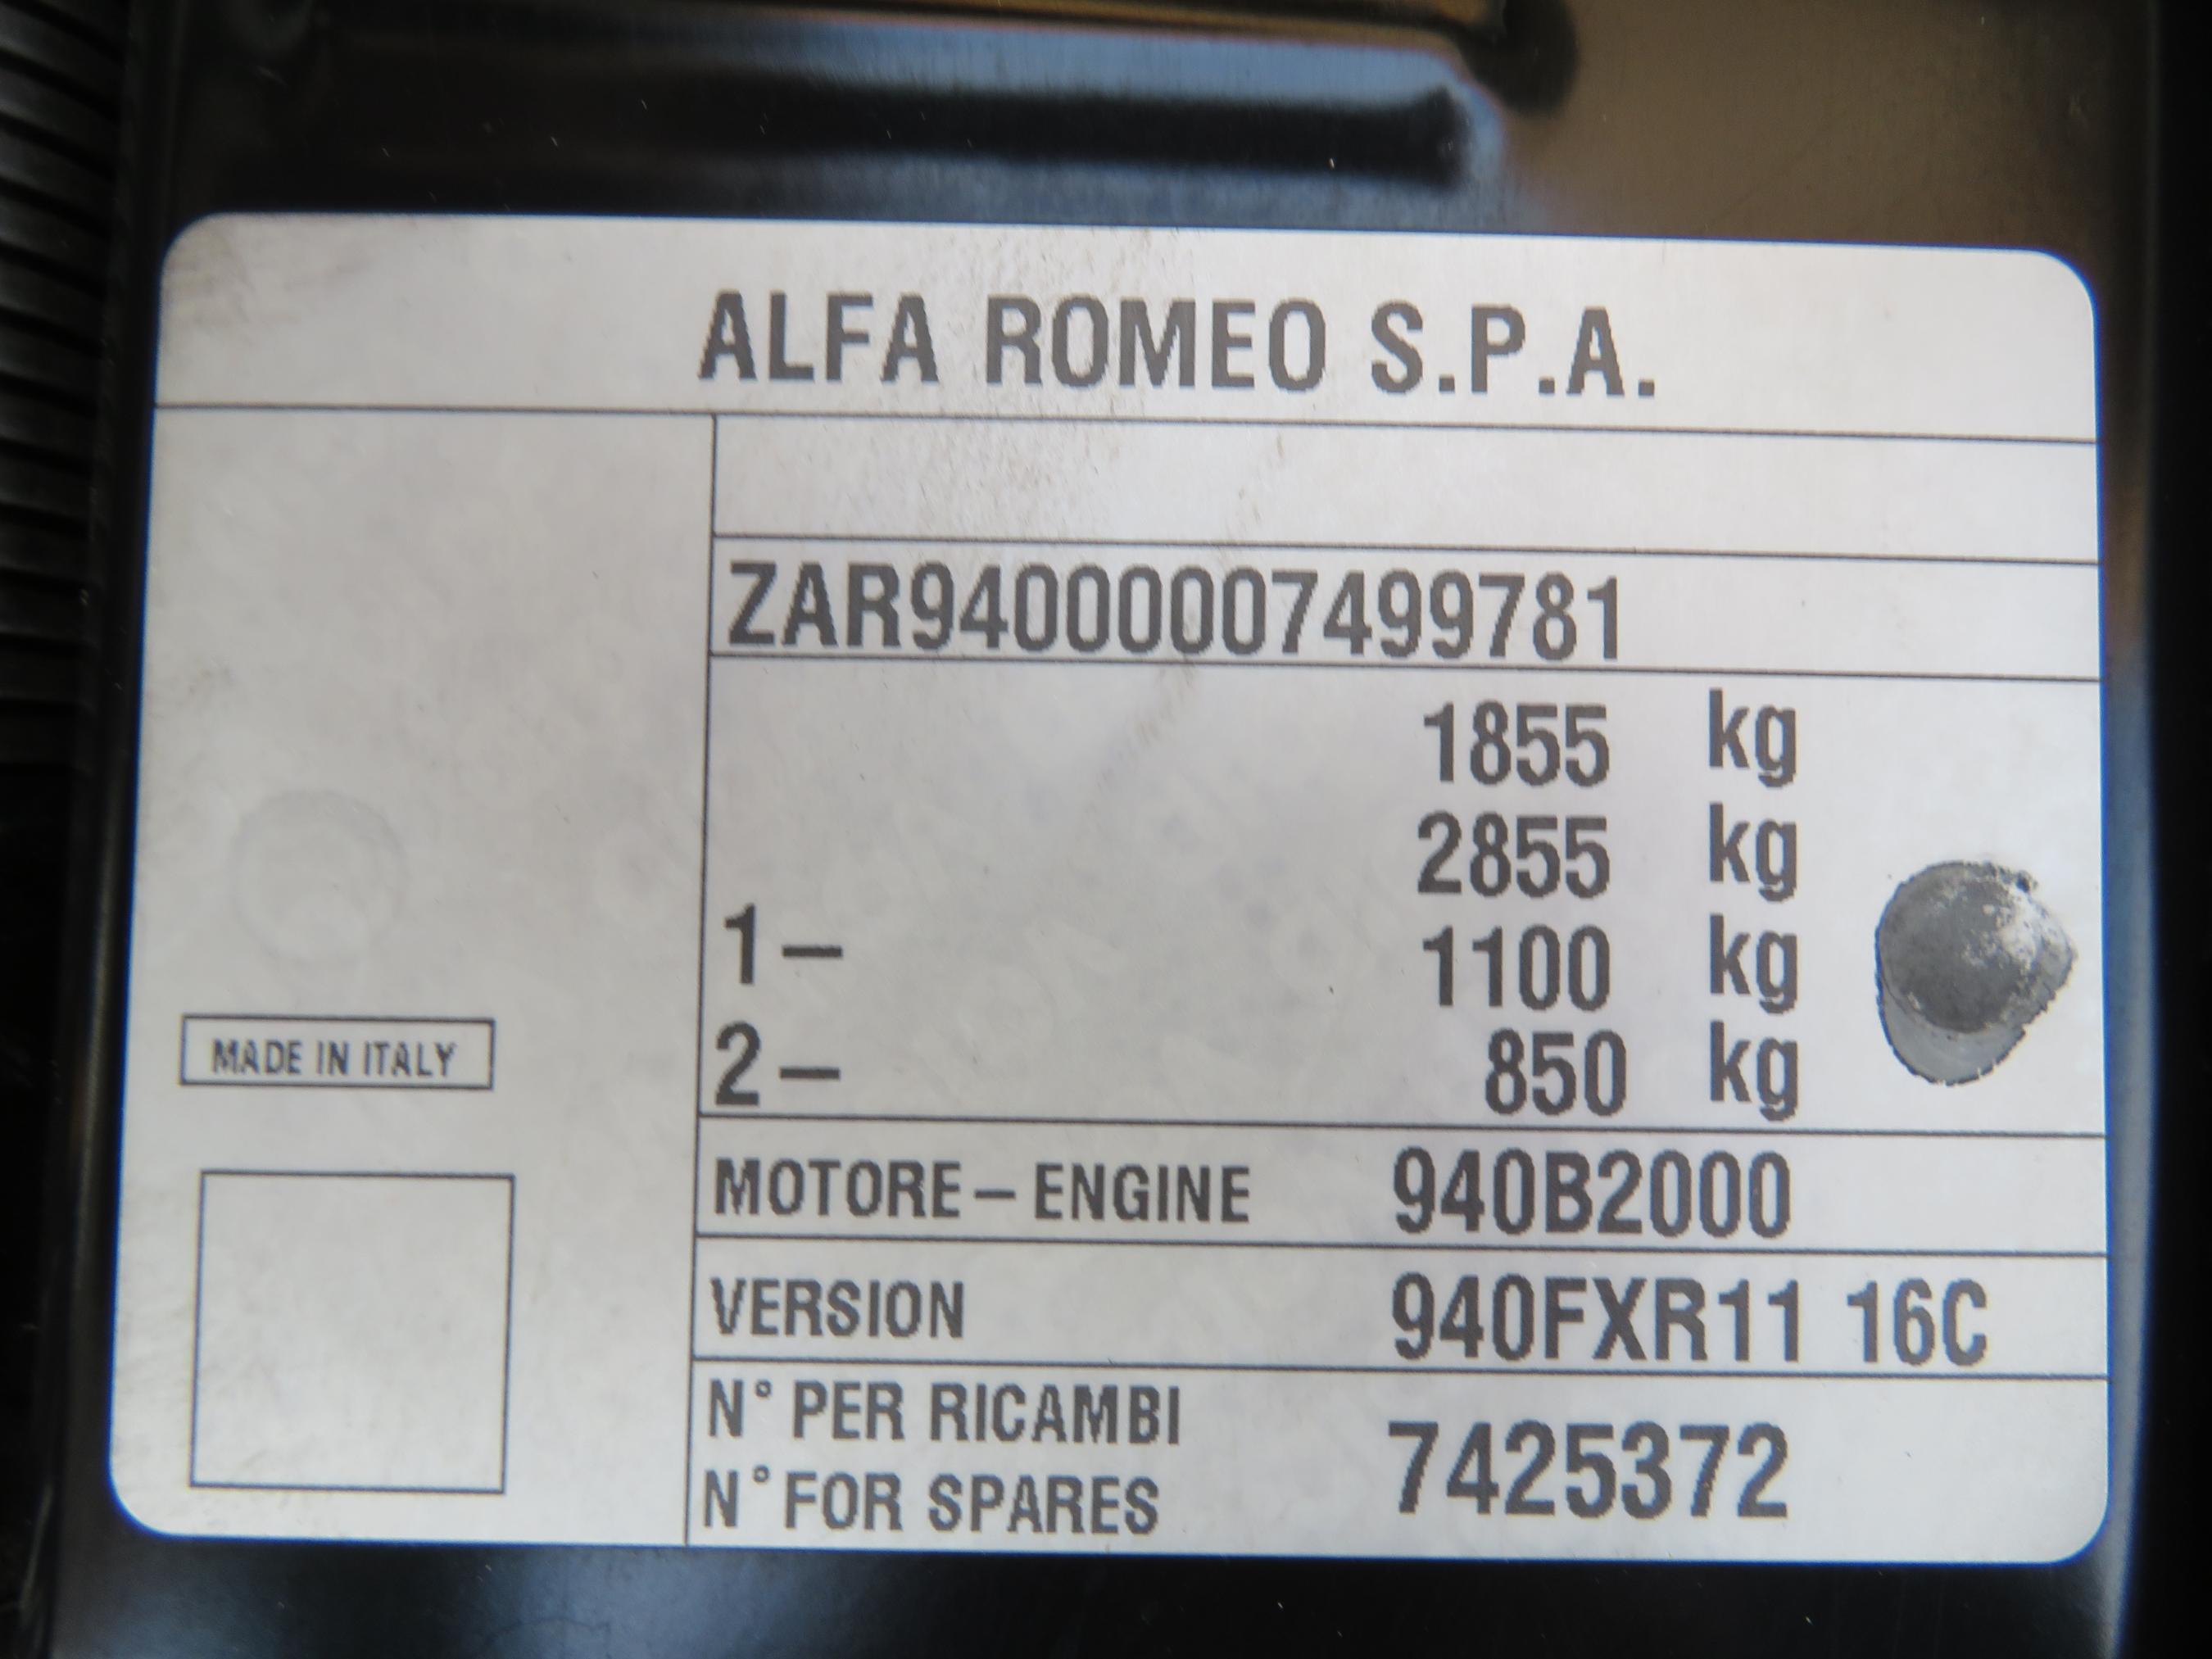 ALFA ROMEO S.P.A.
ZAR94000007499781
1855 kg
2855 kg
1– 1100 kg
2– 850 kg
MADE IN ITALY
MOTORE – ENGINE 940B2000
VERSION 940FXR11 16C
N° PER RICAMBI
N° FOR SPARES 7425372